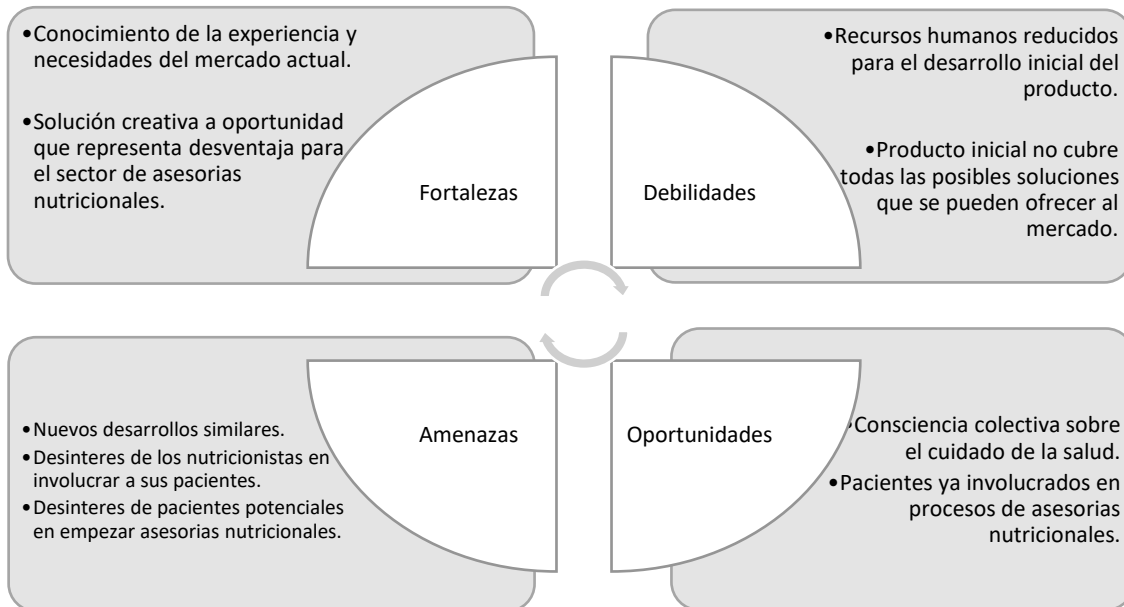 •Conocimiento de la experiencia y
necesidades del mercado actual.
•Solución creativa a oportunidad
que representa desventaja para
el sector de asesorias
nutricionales.
Fortalezas
•Recursos humanos reducidos
para el desarrollo inicial del
producto.
•Producto inicial no cubre
todas las posibles soluciones
que se pueden ofrecer al
mercado.
Debilidades
•Nuevos desarrollos similares.
•Desinteres de los nutricionistas en
involucrar a sus pacientes.
•Desinteres de pacientes potenciales
en empezar asesorias nutricionales.
Amenazas
Oportunidades
•Consciencia colectiva sobre
el cuidado de la salud.
•Pacientes ya involucrados en
procesos de asesorias
nutricionales.